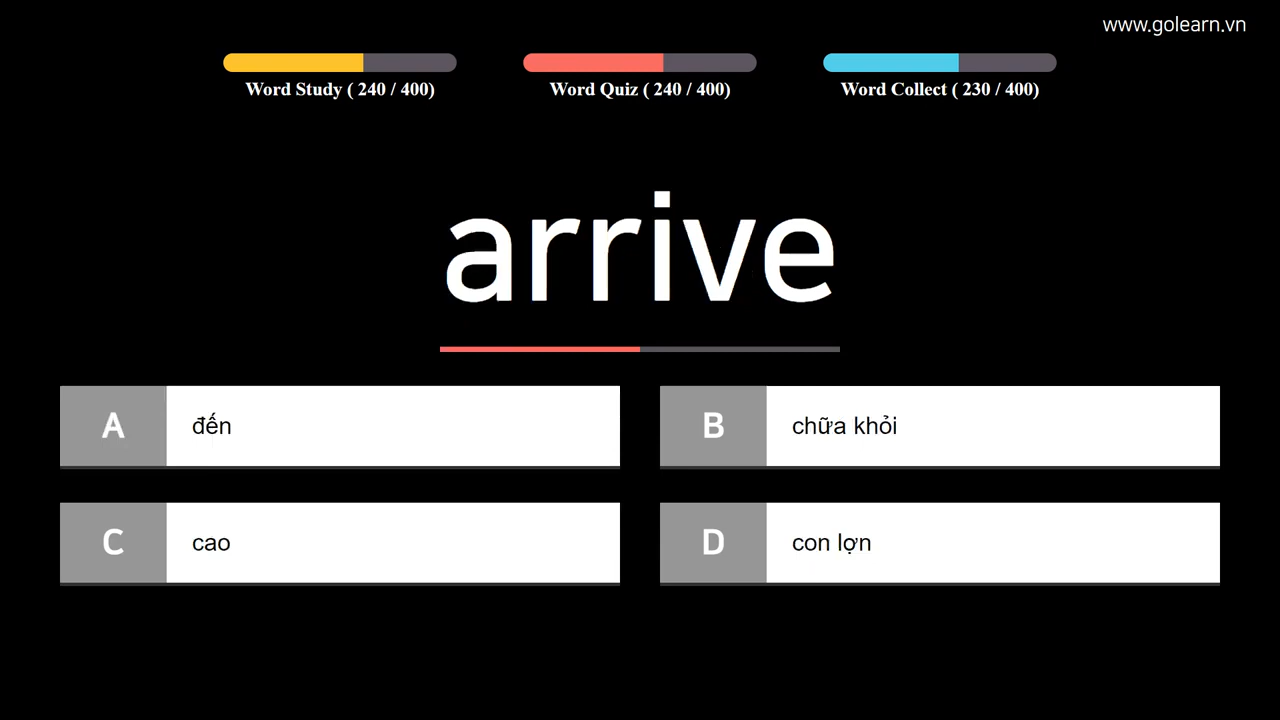 www.golearn.vn
Word Study ( 240 / 400)
Word Quiz ( 240 / 400)
Word Collect ( 230 / 400)
arrive
A đến
B chữa khỏi
C cao
D con lợn